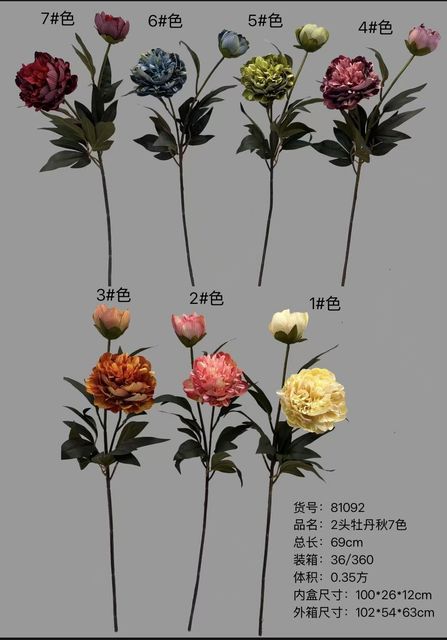 7#色
6#色
5#色
4#色
3#色
2#色
1#色
货号：81092
品名：2头牡丹秋7色
总长：69cm
装箱：36/360
体积：0.35方
内盒尺寸：100*26*12cm
外箱尺寸：102*54*63cm